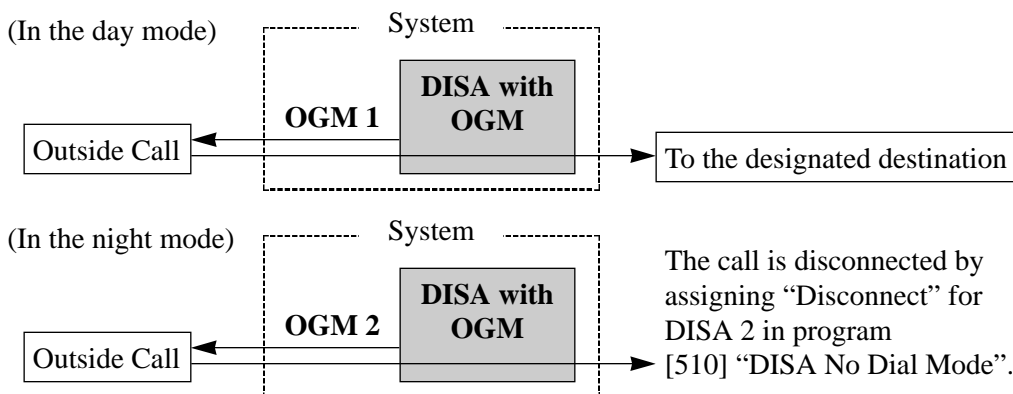 (In the day mode)
System
DISA with
OGM
OGM 1
Outside Call
To the designated destination
(In the night mode)
System
DISA with
OGM
OGM 2
Outside Call
The call is disconnected by
assigning “Disconnect” for
DISA 2 in program
[510] “DISA No Dial Mode”.